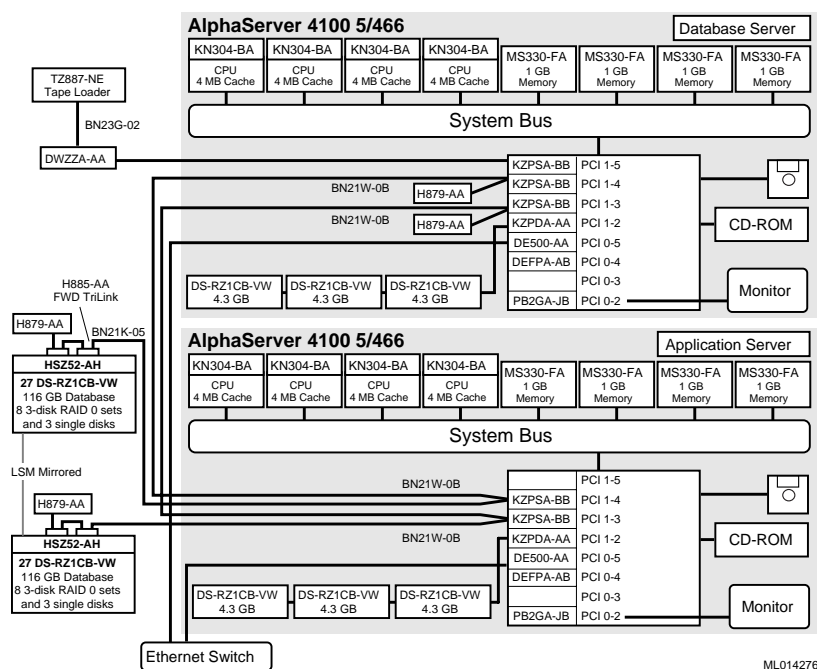 AlphaServer 4100 5/466
Database Server
KN304-BA
CPU
4 MB Cache
KN304-BA
CPU
4 MB Cache
KN304-BA
CPU
4 MB Cache
KN304-BA
CPU
4 MB Cache
MS330-FA
1 GB
Memory
MS330-FA
1 GB
Memory
MS330-FA
1 GB
Memory
MS330-FA
1 GB
Memory
System Bus
TZ887-NE
Tape Loader
BN23G-02
DWZZA-AA
BN21W-0B
H879-AA
BN21W-0B
H879-AA
KZPSA-BB PCI 1-5
KZPSA-BB PCI 1-4
KZPSA-BB PCI 1-3
KZPDA-AA PCI 1-2
DE500-AA PCI 0-5
DEFPA-AB PCI 0-4
PCI 0-3
PB2GA-JB PCI 0-2
CD-ROM
Monitor
DS-RZ1CB-VW
4.3 GB
DS-RZ1CB-VW
4.3 GB
DS-RZ1CB-VW
4.3 GB
H885-AA
FWD TriLink
H879-AA
BN21K-05
HSZ52-AH
27 DS-RZ1CB-VW
116 GB Database
8 3-disk RAID 0 sets
and 3 single disks
LSM Mirrored
H879-AA
HSZ52-AH
27 DS-RZ1CB-VW
116 GB Database
8 3-disk RAID 0 sets
and 3 single disks
AlphaServer 4100 5/466
Application Server
KN304-BA
CPU
4 MB Cache
KN304-BA
CPU
4 MB Cache
KN304-BA
CPU
4 MB Cache
KN304-BA
CPU
4 MB Cache
MS330-FA
1 GB
Memory
MS330-FA
1 GB
Memory
MS330-FA
1 GB
Memory
MS330-FA
1 GB
Memory
System Bus
BN21W-0B
BN21W-0B
PCI 1-5
KZPSA-BB PCI 1-4
KZPSA-BB PCI 1-3
KZPDA-AA PCI 1-2
DE500-AA PCI 0-5
DEFPA-AB PCI 0-4
PCI 0-3
PB2GA-JB PCI 0-2
CD-ROM
Monitor
DS-RZ1CB-VW
4.3 GB
DS-RZ1CB-VW
4.3 GB
DS-RZ1CB-VW
4.3 GB
Ethernet Switch
ML014276